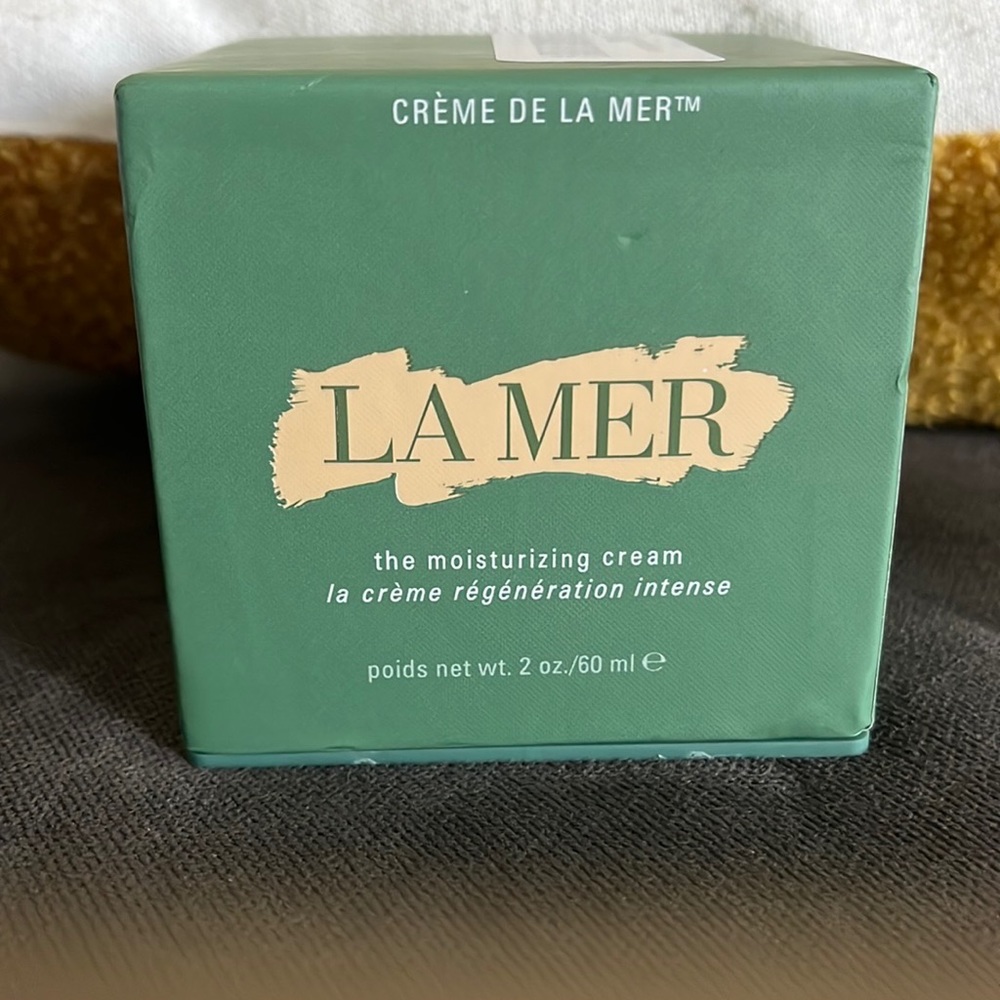 CRÈME DE LA MER™
LA MER
the moisturizing cream
la crème régénération intense
poids net wt. 2 oz./60 ml ℮